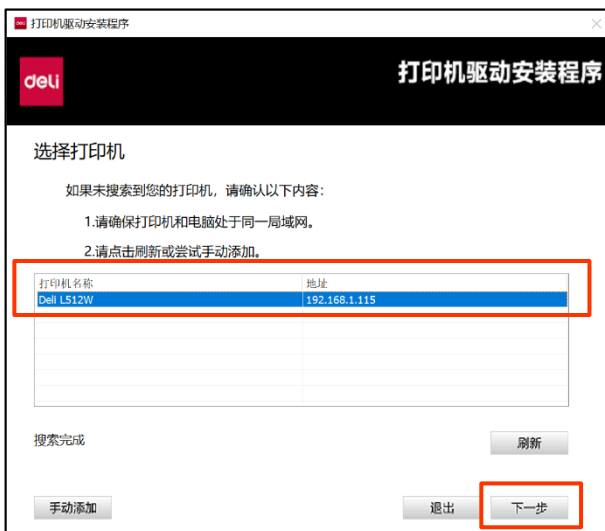 deli 打印机驱动安装程序
deli 打印机驱动安装程序
选择打印机
如果未搜索到您的打印机，请确认以下内容：
1.请确保打印机和电脑处于同一局域网。
2.请点击刷新或尝试手动添加。
打印机名称 地址
Deli L512W 192.168.1.115
搜索完成 刷新
手动添加 退出 下一步